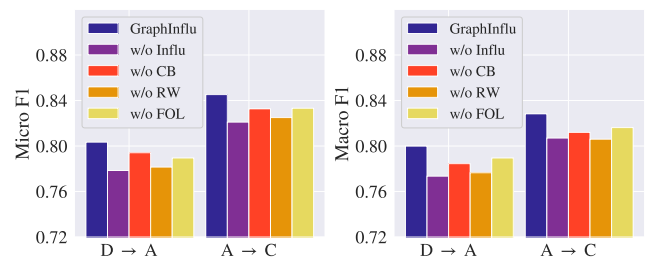 Micro F1
0.88
0.84
0.80
0.76
0.72
GraphInflu
w/o Influ
w/o CB
w/o RW
w/o FOL
D → A
A → C
Macro F1
0.88
0.84
0.80
0.76
0.72
GraphInflu
w/o Influ
w/o CB
w/o RW
w/o FOL
D → A
A → C